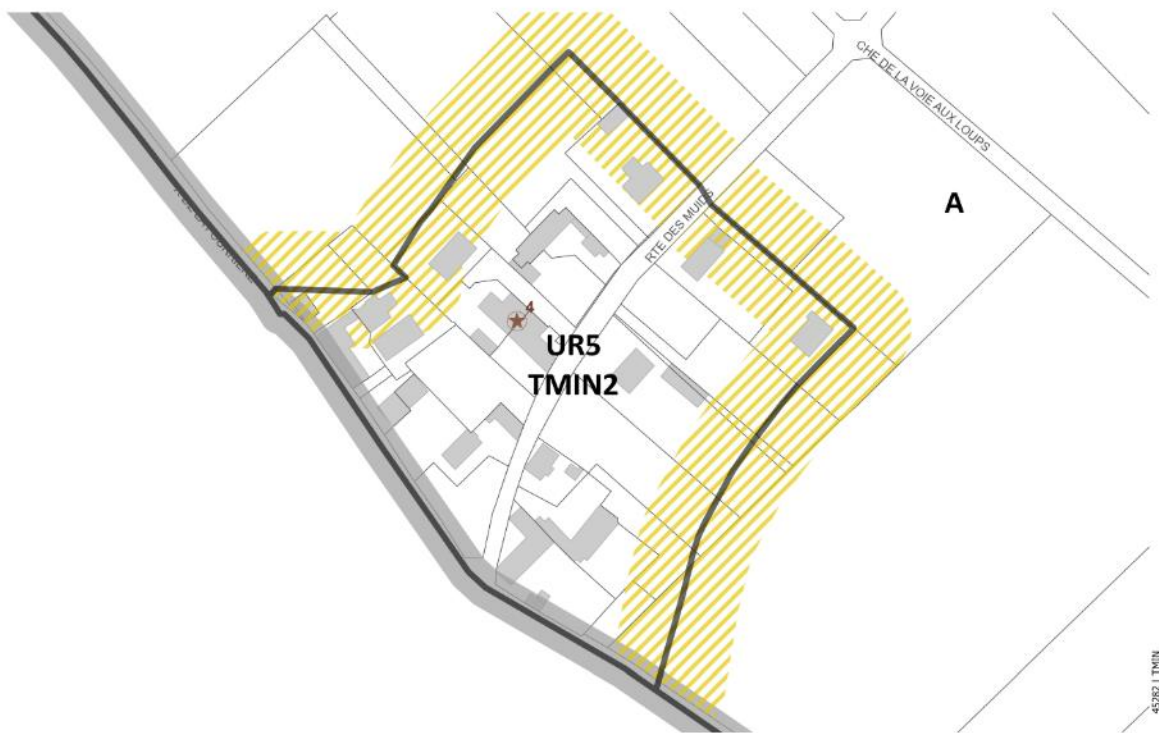 CHE DE LA VOIE AUX LOUPS
A
RTE DES MUIDS
4
UR5
TMIN2
45282 | TMIN